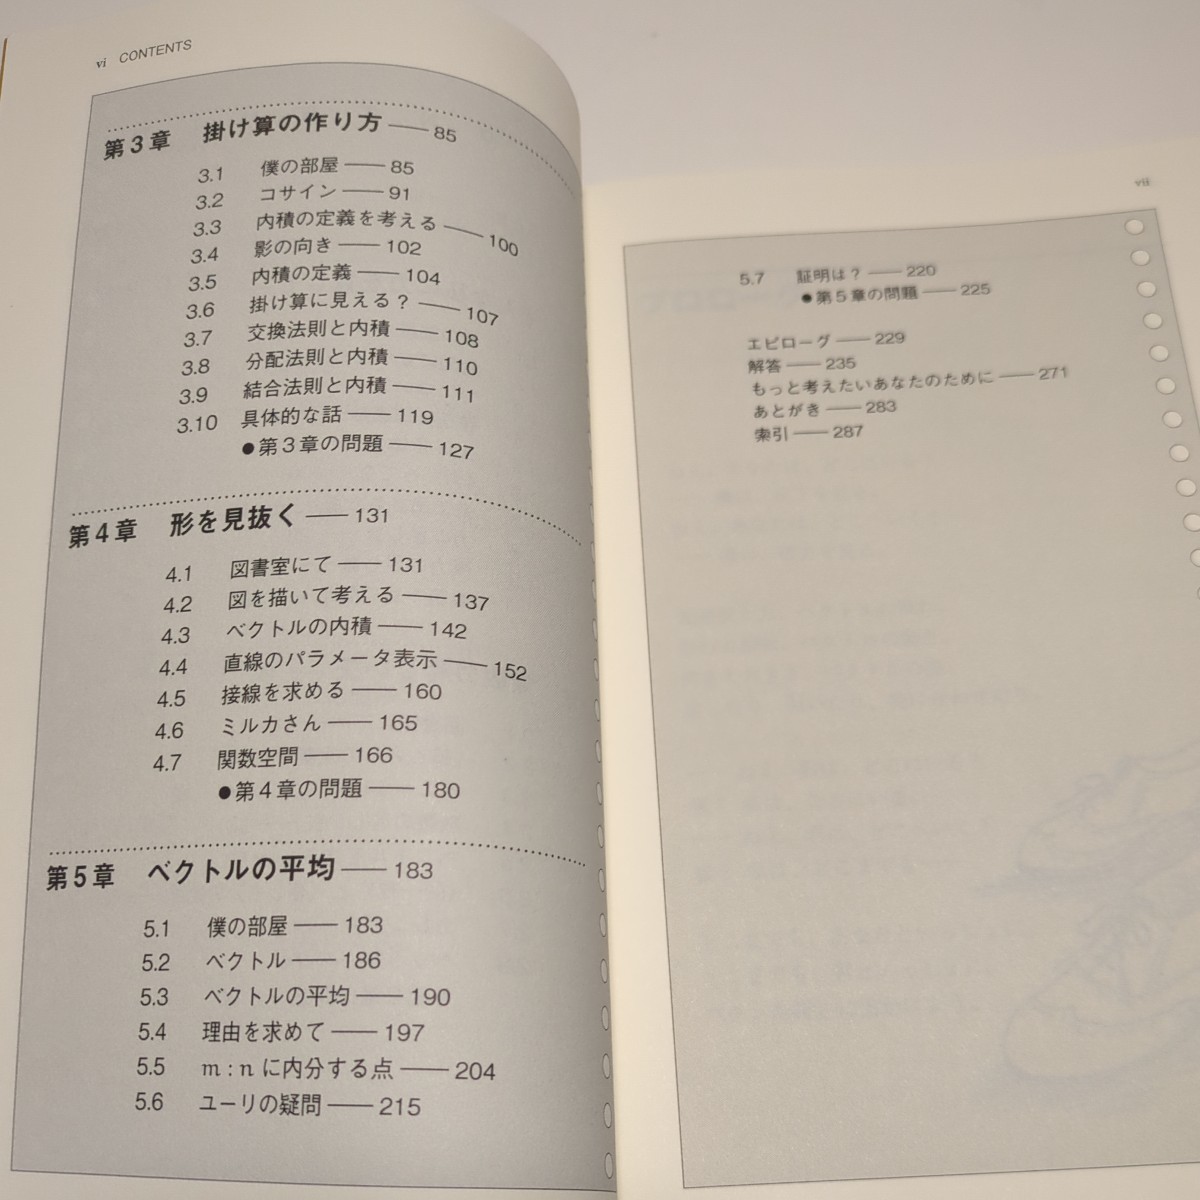 vi CONTENTS
第3章 掛け算の作り方 —— 85
3.1 僕の部屋 —— 85
3.2 コサイン —— 91
3.3 内積の定義を考える —— 100
3.4 影の向き —— 102
3.5 内積の定義 —— 104
3.6 掛け算に見える？ —— 107
3.7 交換法則と内積 —— 108
3.8 分配法則と内積 —— 110
3.9 結合法則と内積 —— 111
3.10 具体的な話 —— 119
●第3章の問題 —— 127
第4章 形を見抜く —— 131
4.1 図書室にて —— 131
4.2 図を描いて考える —— 137
4.3 ベクトルの内積 —— 142
4.4 直線のパラメータ表示 —— 152
4.5 接線を求める —— 160
4.6 ミルカさん —— 165
4.7 関数空間 —— 166
●第4章の問題 —— 180
第5章 ベクトルの平均 —— 183
5.1 僕の部屋 —— 183
5.2 ベクトル —— 186
5.3 ベクトルの平均 —— 190
5.4 理由を求めて —— 197
5.5 m : n に内分する点 —— 204
5.6 ユーリの疑問 —— 215
vii
5.7 証明は？ —— 220
●第5章の問題 —— 225
エピローグ —— 229
解答 —— 235
もっと考えたいあなたのために —— 271
あとがき —— 283
索引 —— 287